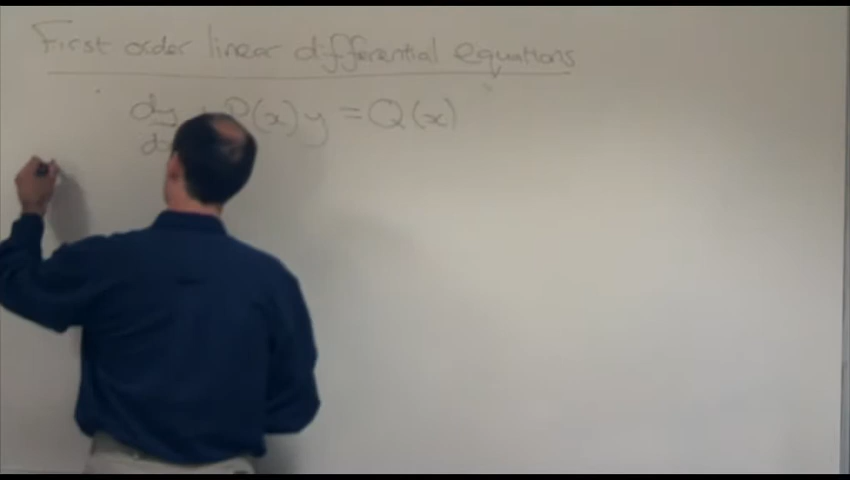 First order linear differential equations
dy/dx + P(x)y = Q(x)